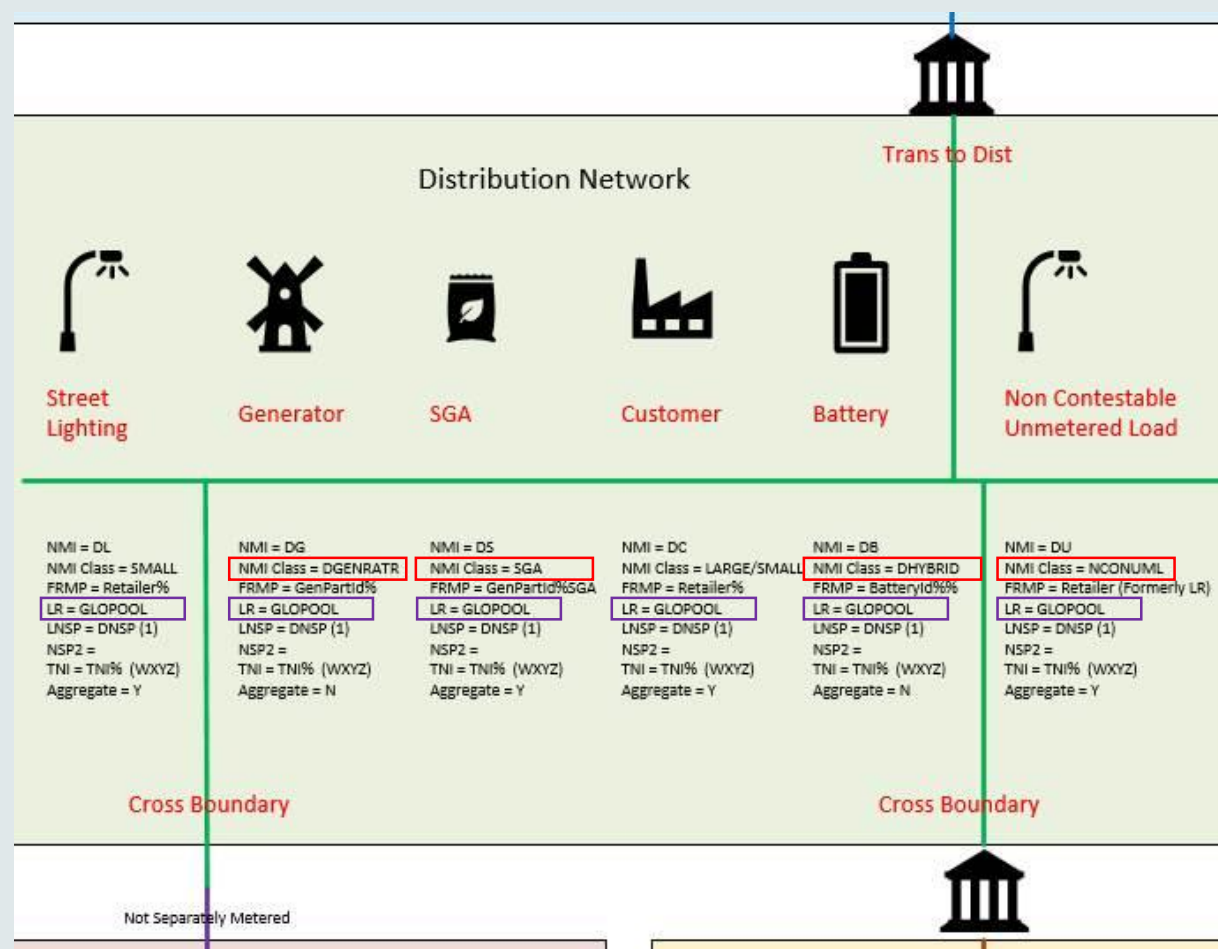 Trans to Dist
Distribution Network
Street
Lighting
Generator
SGA
Customer
Battery
Non Contestable
Unmetered Load
NMI = DL
NMI Class = SMALL
FRMP = Retailer%
LR = GLOPOOL
LNSP = DNSP (1)
NSP2 =
TNI = TNI% (WXYZ)
Aggregate = Y
NMI = DG
NMI Class = DGENRATR
FRMP = GenPartId%
LR = GLOPOOL
LNSP = DNSP (1)
NSP2 =
TNI = TNI% (WXYZ)
Aggregate = N
NMI = DS
NMI Class = SGA
FRMP = GenPartId%SGA
LR = GLOPOOL
LNSP = DNSP (1)
NSP2 =
TNI = TNI% (WXYZ)
Aggregate = Y
NMI = DC
NMI Class = LARGE/SMALL
FRMP = Retailer%
LR = GLOPOOL
LNSP = DNSP (1)
NSP2 =
TNI = TNI% (WXYZ)
Aggregate = Y
NMI = DB
NMI Class = DHYBRID
FRMP = BatteryId%%
LR = GLOPOOL
LNSP = DNSP (1)
NSP2 =
TNI = TNI% (WXYZ)
Aggregate = N
NMI = DU
NMI Class = NCONUML
FRMP = Retailer (Formerly LR)
LR = GLOPOOL
LNSP = DNSP (1)
NSP2 =
TNI = TNI% (WXYZ)
Aggregate = Y
Cross Boundary
Cross Boundary
Not Separately Metered